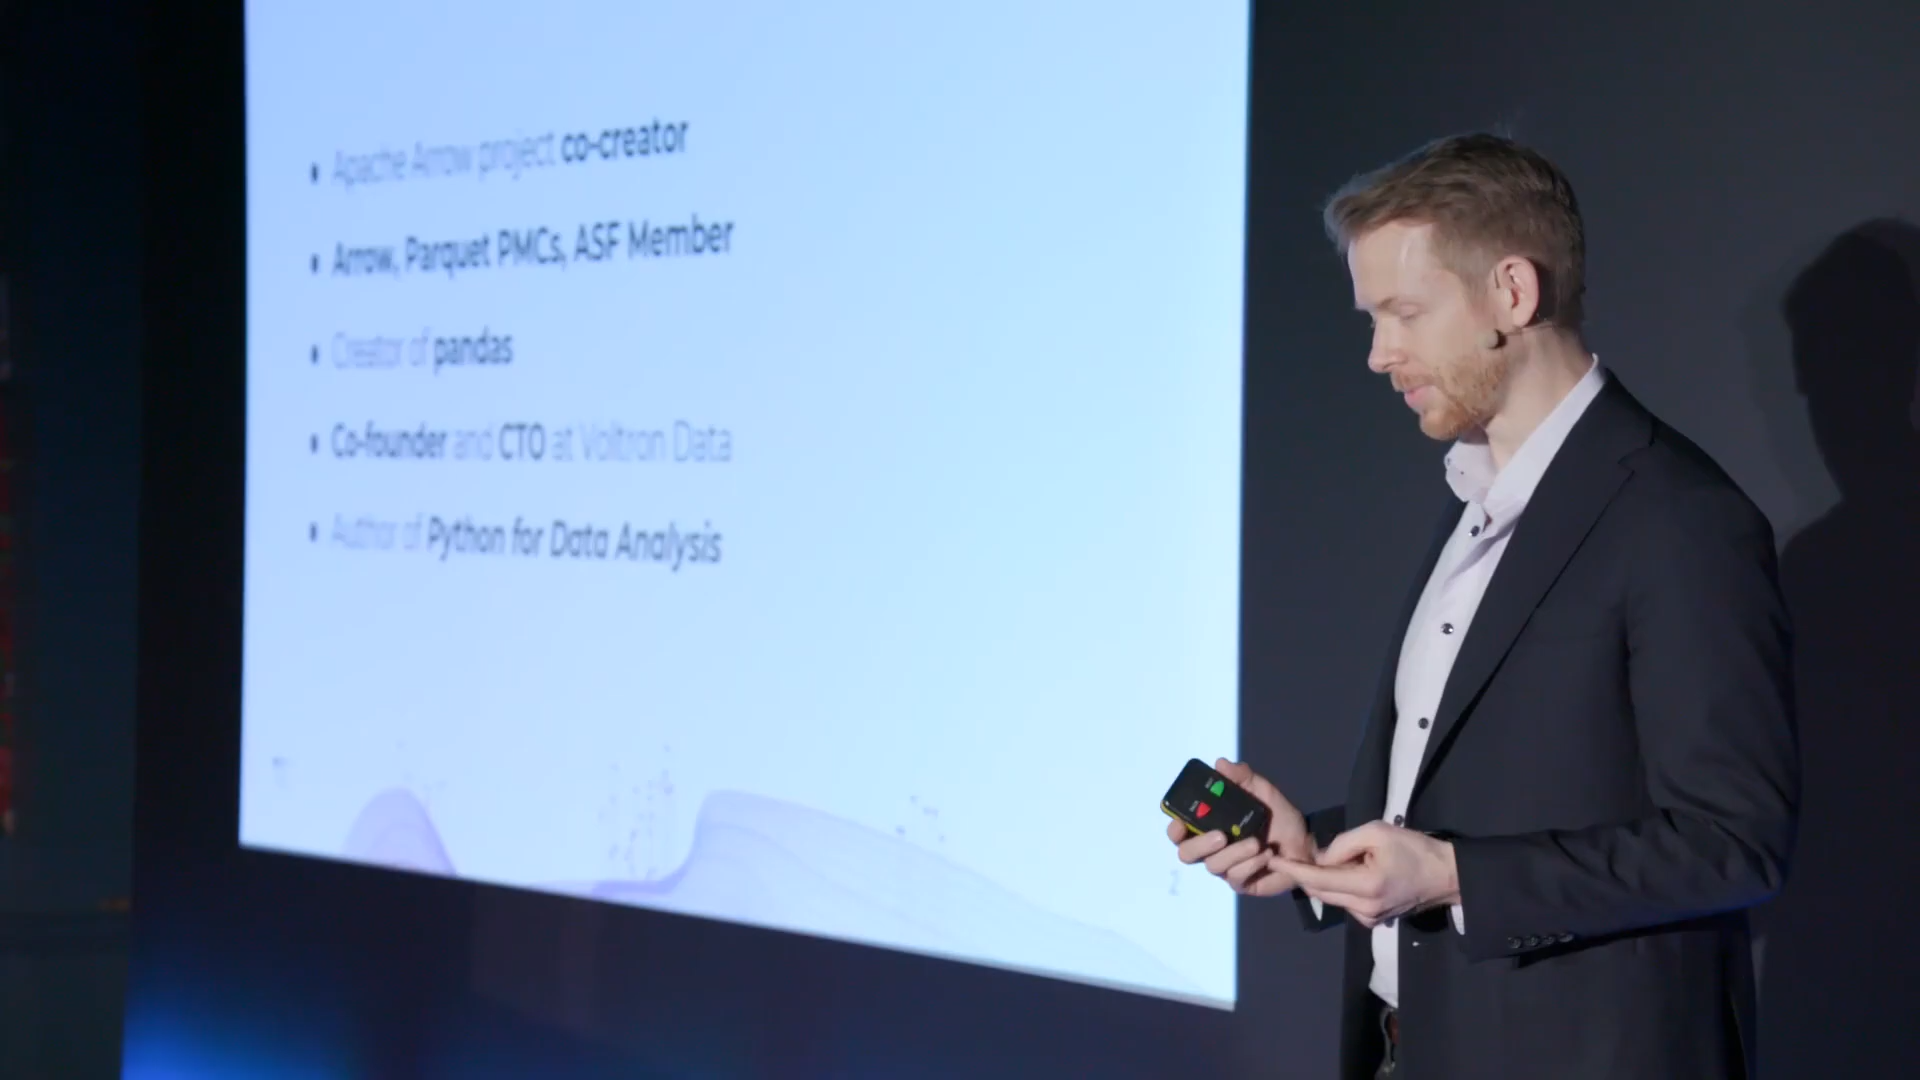 • Apache Arrow project co-creator
• Arrow, Parquet PMCs, ASF Member
• Creator of pandas
• Co-founder and CTO at Voltron Data
• Author of Python for Data Analysis
2